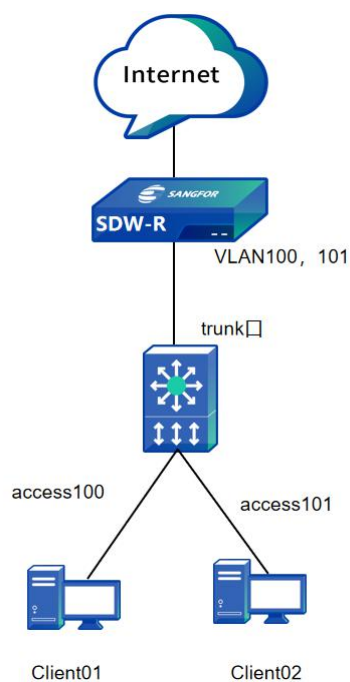 Internet
SANGFOR
SDW-R
VLAN100，101
trunk口
access100
access101
Client01
Client02